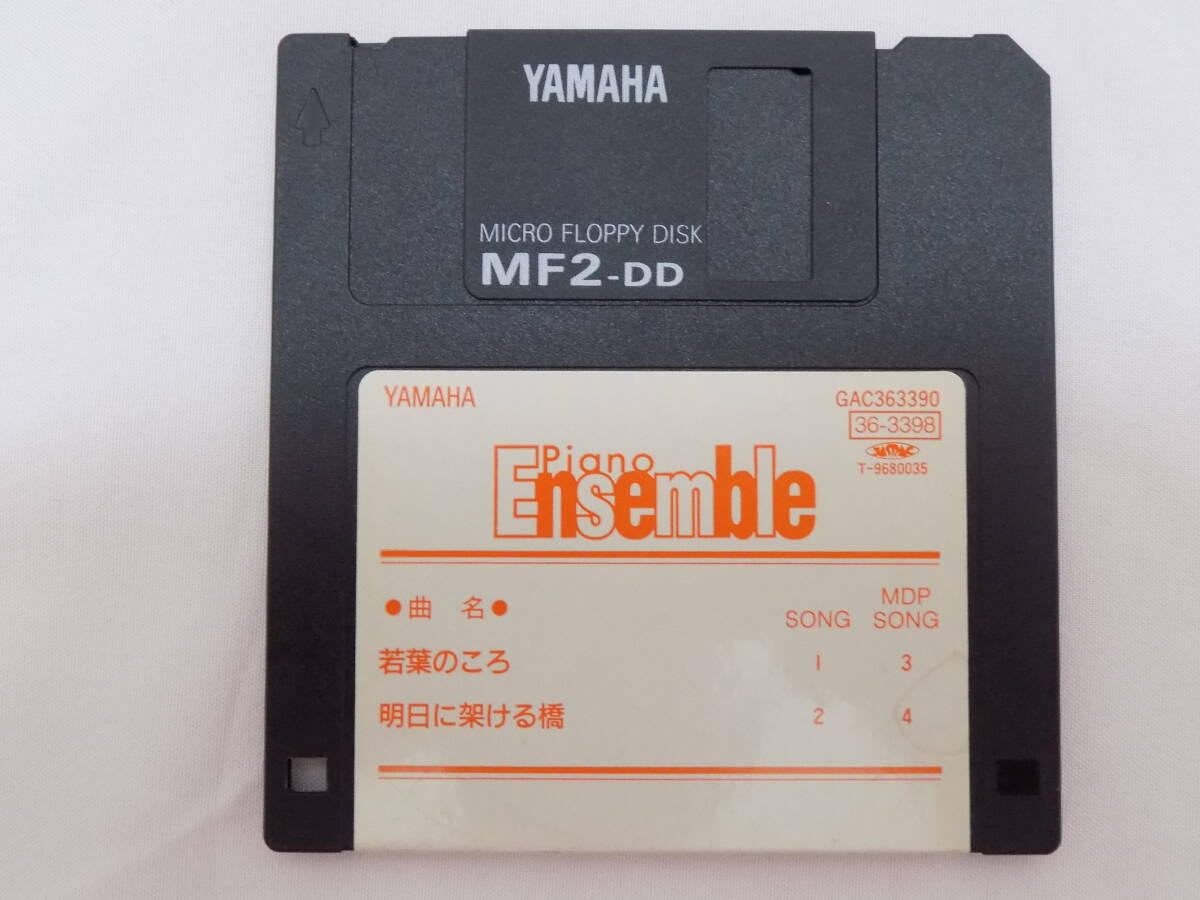 YAMAHA
MICRO FLOPPY DISK
MF2-DD
YAMAHA
GAC363390
36-3398
JASRAC
T-9680035
Piano
Ensemble
●曲 名●
SONG
MDP SONG
若葉のころ 1 3
明日に架ける橋 2 4